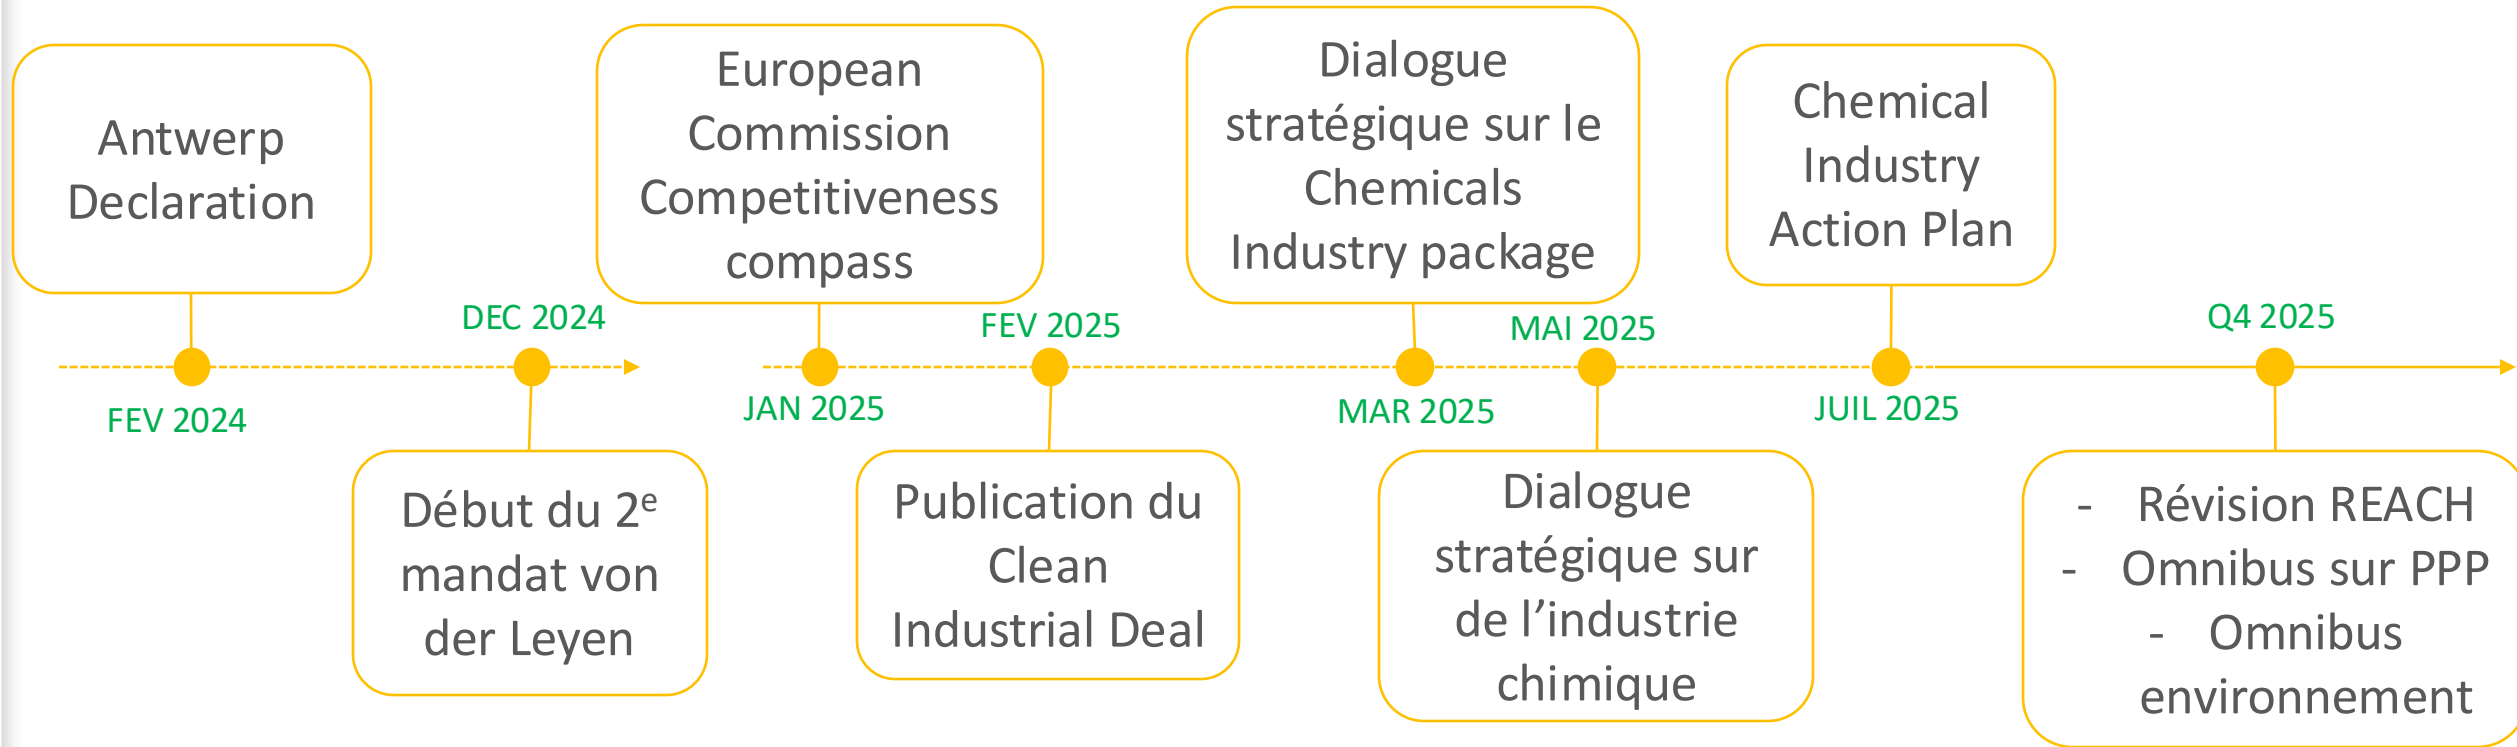 Antwerp
Declaration
FEV 2024
DEC 2024
Début du 2e
mandat von
der Leyen
European
Commission
Competitiveness
compass
JAN 2025
FEV 2025
Publication du
Clean
Industrial Deal
Dialogue
stratégique sur le
Chemicals
Industry package
MAR 2025
MAI 2025
Dialogue
stratégique sur
de l’industrie
chimique
Chemical
Industry
Action Plan
JUIL 2025
Q4 2025
- Révision REACH
- Omnibus sur PPP
- Omnibus
environnement